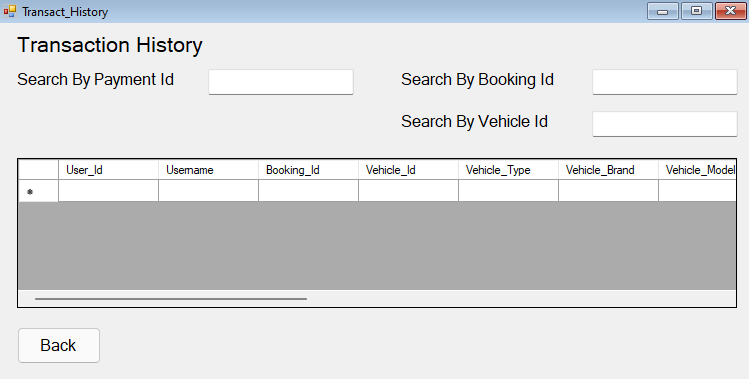 Transact_History
Transaction History
Search By Payment Id
Search By Booking Id
Search By Vehicle Id
User_Id Username Booking_Id Vehicle_Id Vehicle_Type Vehicle_Brand Vehicle_Model
Back